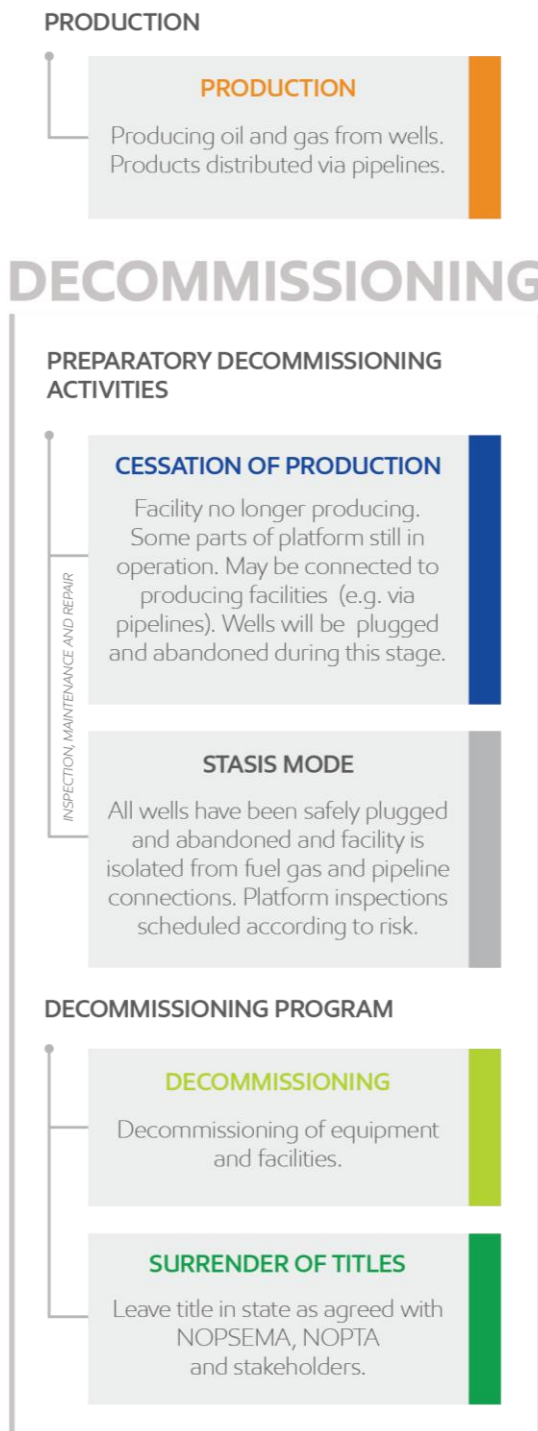 PRODUCTION
PRODUCTION
Producing oil and gas from wells.
Products distributed via pipelines.
DECOMMISSIONING
PREPARATORY DECOMMISSIONING
ACTIVITIES
INSPECTION, MAINTENANCE AND REPAIR
CESSATION OF PRODUCTION
Facility no longer producing.
Some parts of platform still in
operation. May be connected to
producing facilities (e.g. via
pipelines). Wells will be plugged
and abandoned during this stage.
STASIS MODE
All wells have been safely plugged
and abandoned and facility is
isolated from fuel gas and pipeline
connections. Platform inspections
scheduled according to risk.
DECOMMISSIONING PROGRAM
DECOMMISSIONING
Decommissioning of equipment
and facilities.
SURRENDER OF TITLES
Leave title in state as agreed with
NOPSEMA, NOPTA
and stakeholders.